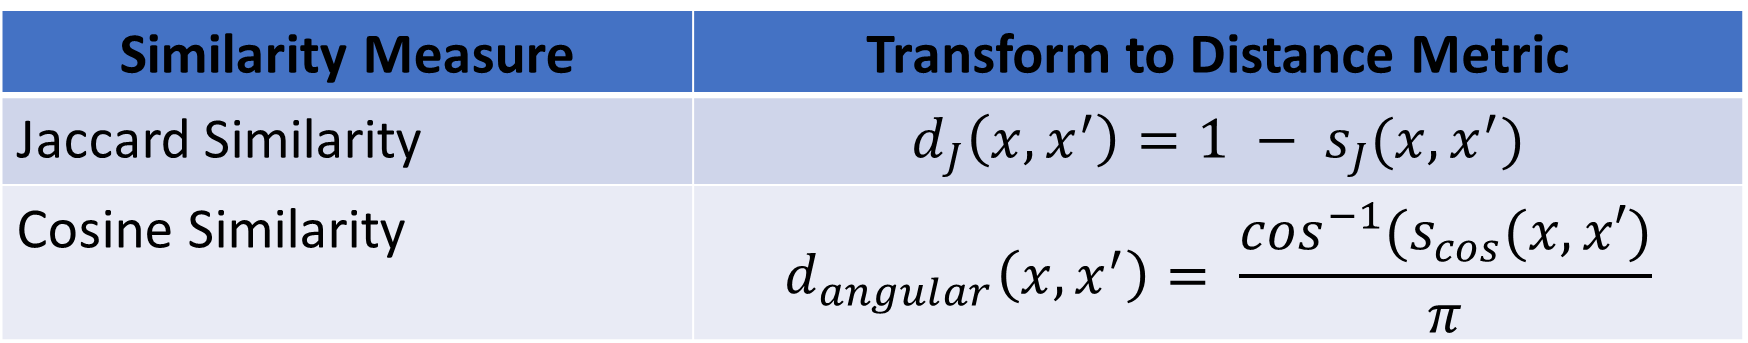 Similarity Measure
Transform to Distance Metric
Jaccard Similarity
d_J(x, x′) = 1 − s_J(x, x′)
Cosine Similarity
d_angular(x, x′) = cos⁻¹(s_cos(x, x′) / π